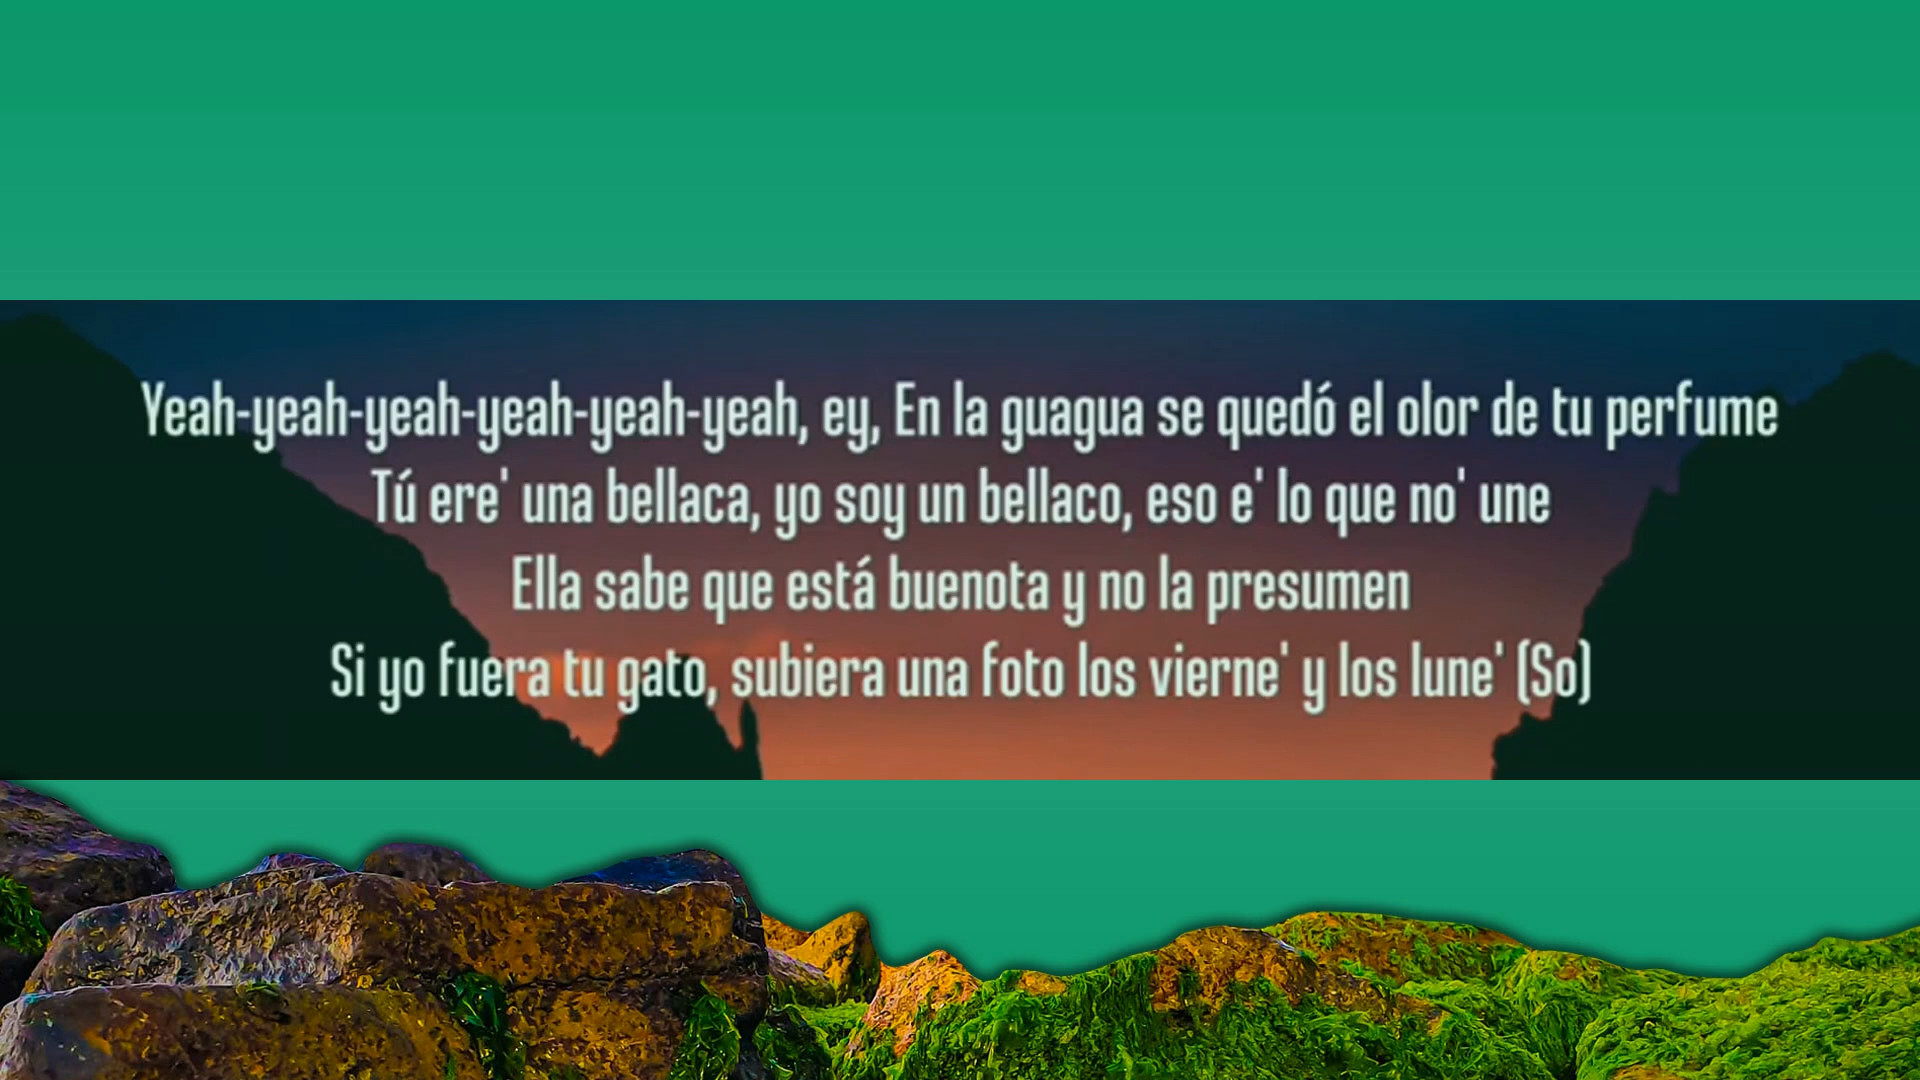 Yeah-yeah-yeah-yeah-yeah-yeah, ey, En la guagua se quedó el olor de tu perfume
Tú ere' una bellaca, yo soy un bellaco, eso e' lo que no' une
Ella sabe que está buenota y no la presumen
Si yo fuera tu gato, subiera una foto los vierne' y los lune' (So)